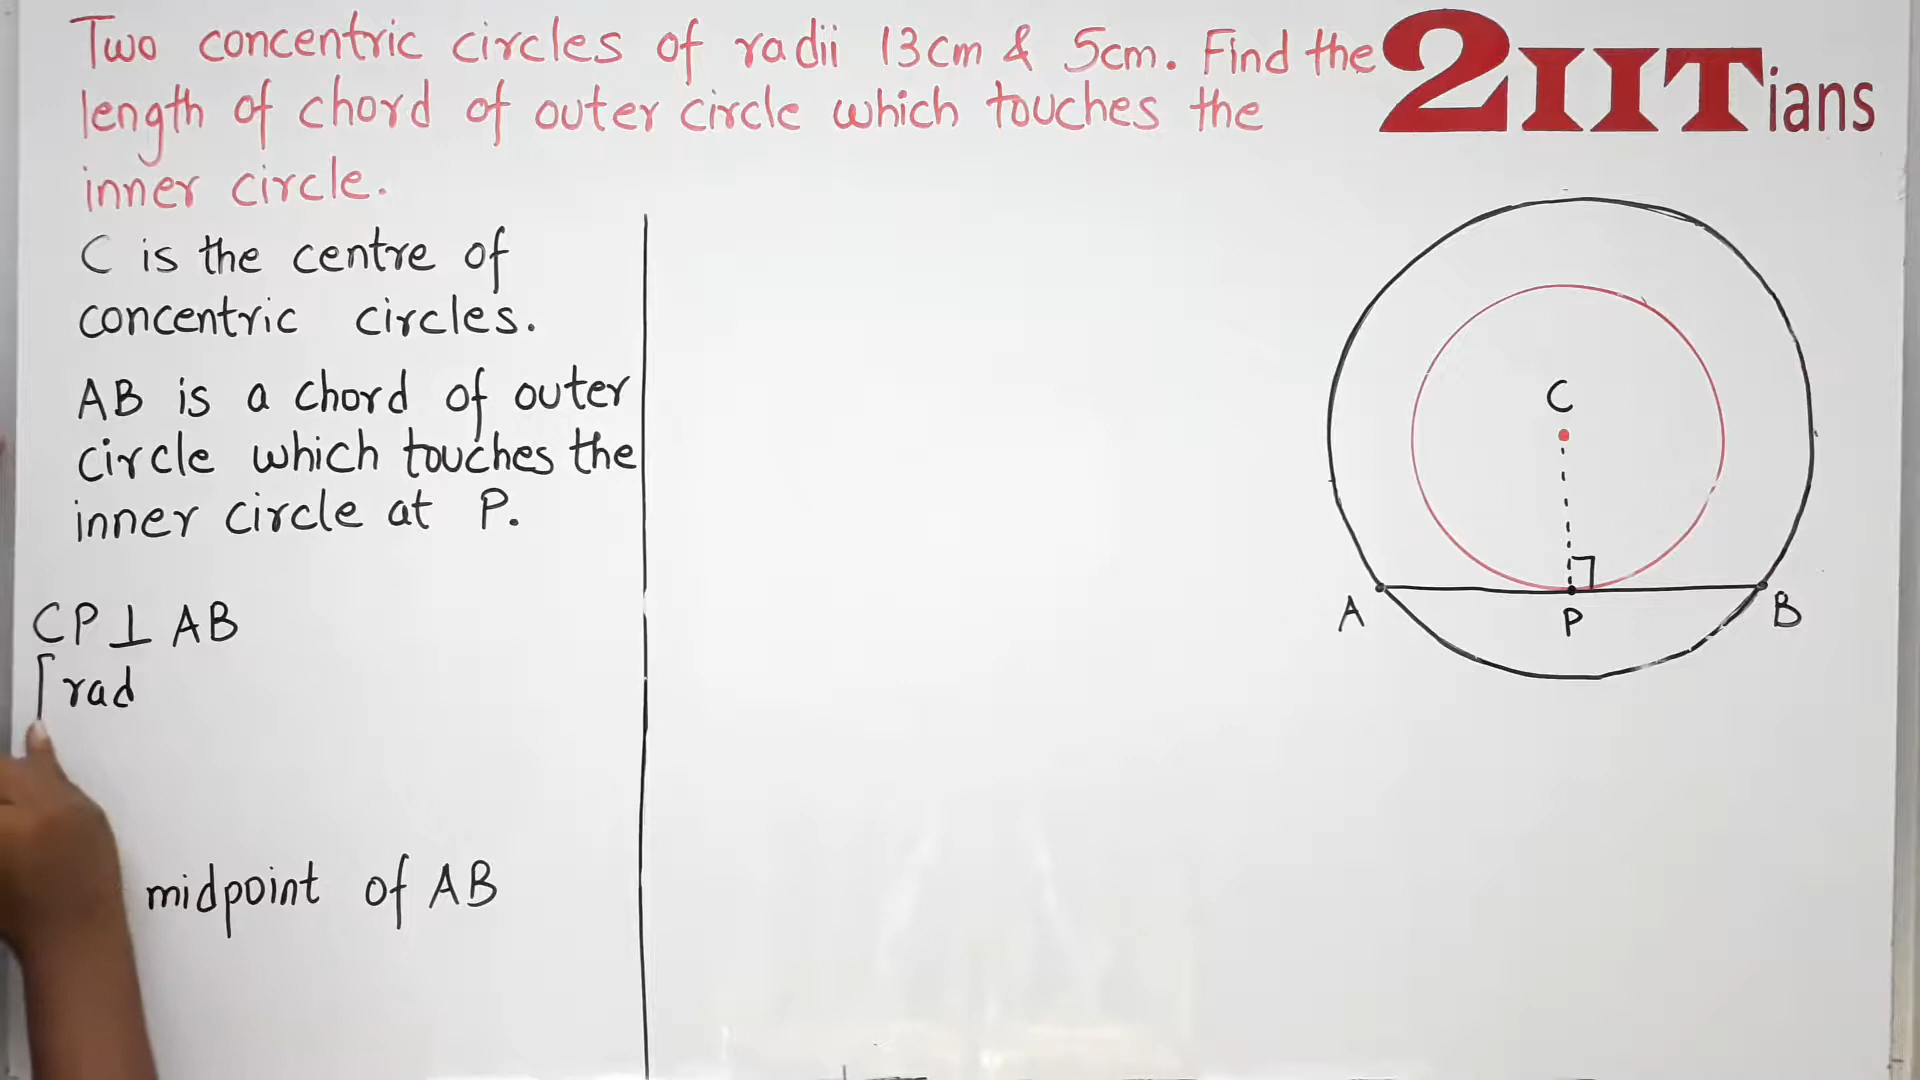 Two concentric circles of radii 13cm & 5cm. Find the
length of chord of outer circle which touches the
inner circle.
2IITians
C is the centre of
concentric circles.
AB is a chord of outer
circle which touches the
inner circle at P.
CP⊥AB
[rad
midpoint of AB
C
A
P
B